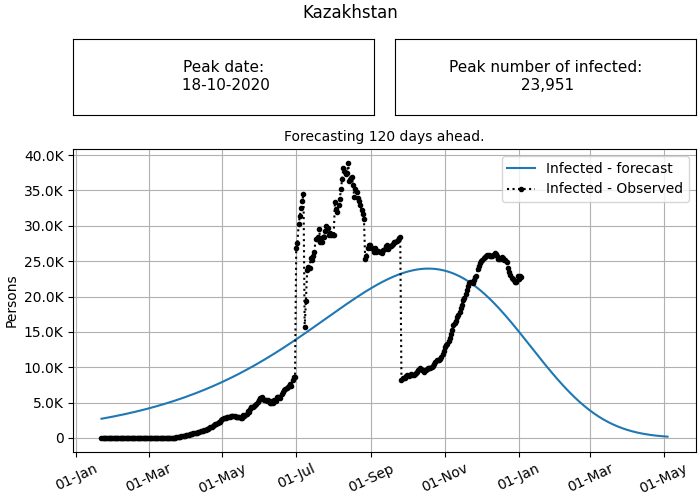 Kazakhstan
Peak date:
18-10-2020
Peak number of infected:
23,951
Forecasting 120 days ahead.
Infected - forecast
Infected - Observed
Persons
40.0K
35.0K
30.0K
25.0K
20.0K
15.0K
10.0K
5.0K
0
01-Jan
01-Mar
01-May
01-Jul
01-Sep
01-Nov
01-Jan
01-Mar
01-May